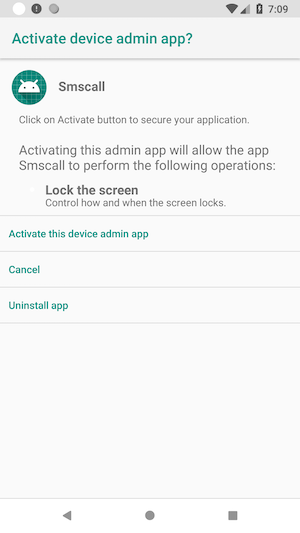 7:09
Activate device admin app?
Smscall
Click on Activate button to secure your application.
Activating this admin app will allow the app
Smscall to perform the following operations:
Lock the screen
Control how and when the screen locks.
Activate this device admin app
Cancel
Uninstall app